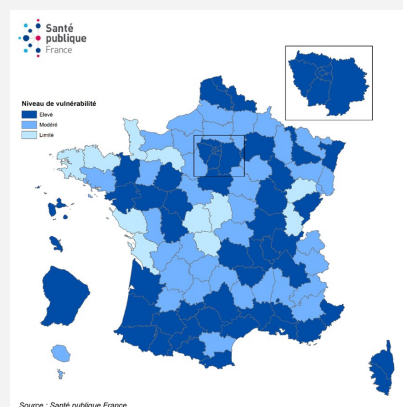 Santé
publique
France
Niveau de vulnérabilité
Elevé
Modéré
Limité
Source : Santé publique France